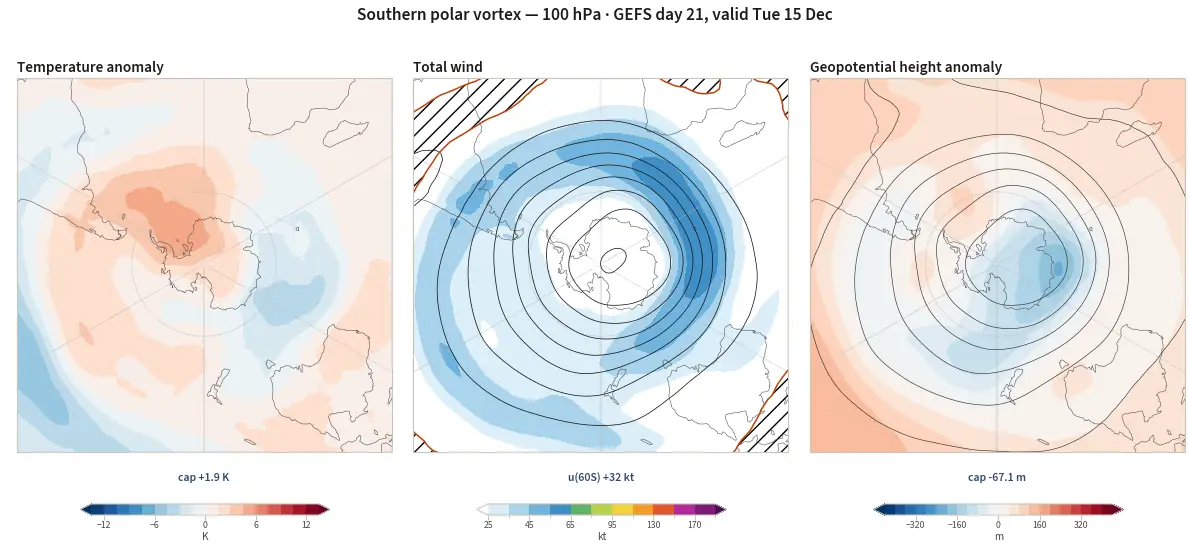 Southern polar vortex — 100 hPa · GEFS day 21, valid Tue 15 Dec
Temperature anomaly
Total wind
Geopotential height anomaly
cap +1.9 K
u(60S) +32 kt
cap -67.1 m
−12 −6 0 6 12
K
25 45 65 90 110 130 170
kt
−320 −160 0 160 320
m